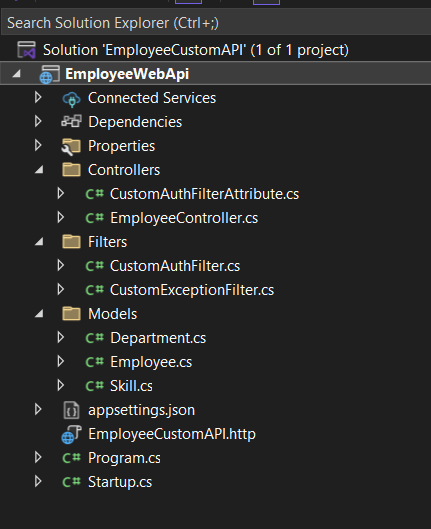 Search Solution Explorer (Ctrl+;)
Solution 'EmployeeCustomAPI' (1 of 1 project)
EmployeeWebApi
Connected Services
Dependencies
Properties
Controllers
C# CustomAuthFilterAttribute.cs
C# EmployeeController.cs
Filters
C# CustomAuthFilter.cs
C# CustomExceptionFilter.cs
Models
C# Department.cs
C# Employee.cs
C# Skill.cs
appsettings.json
EmployeeCustomAPI.http
C# Program.cs
C# Startup.cs